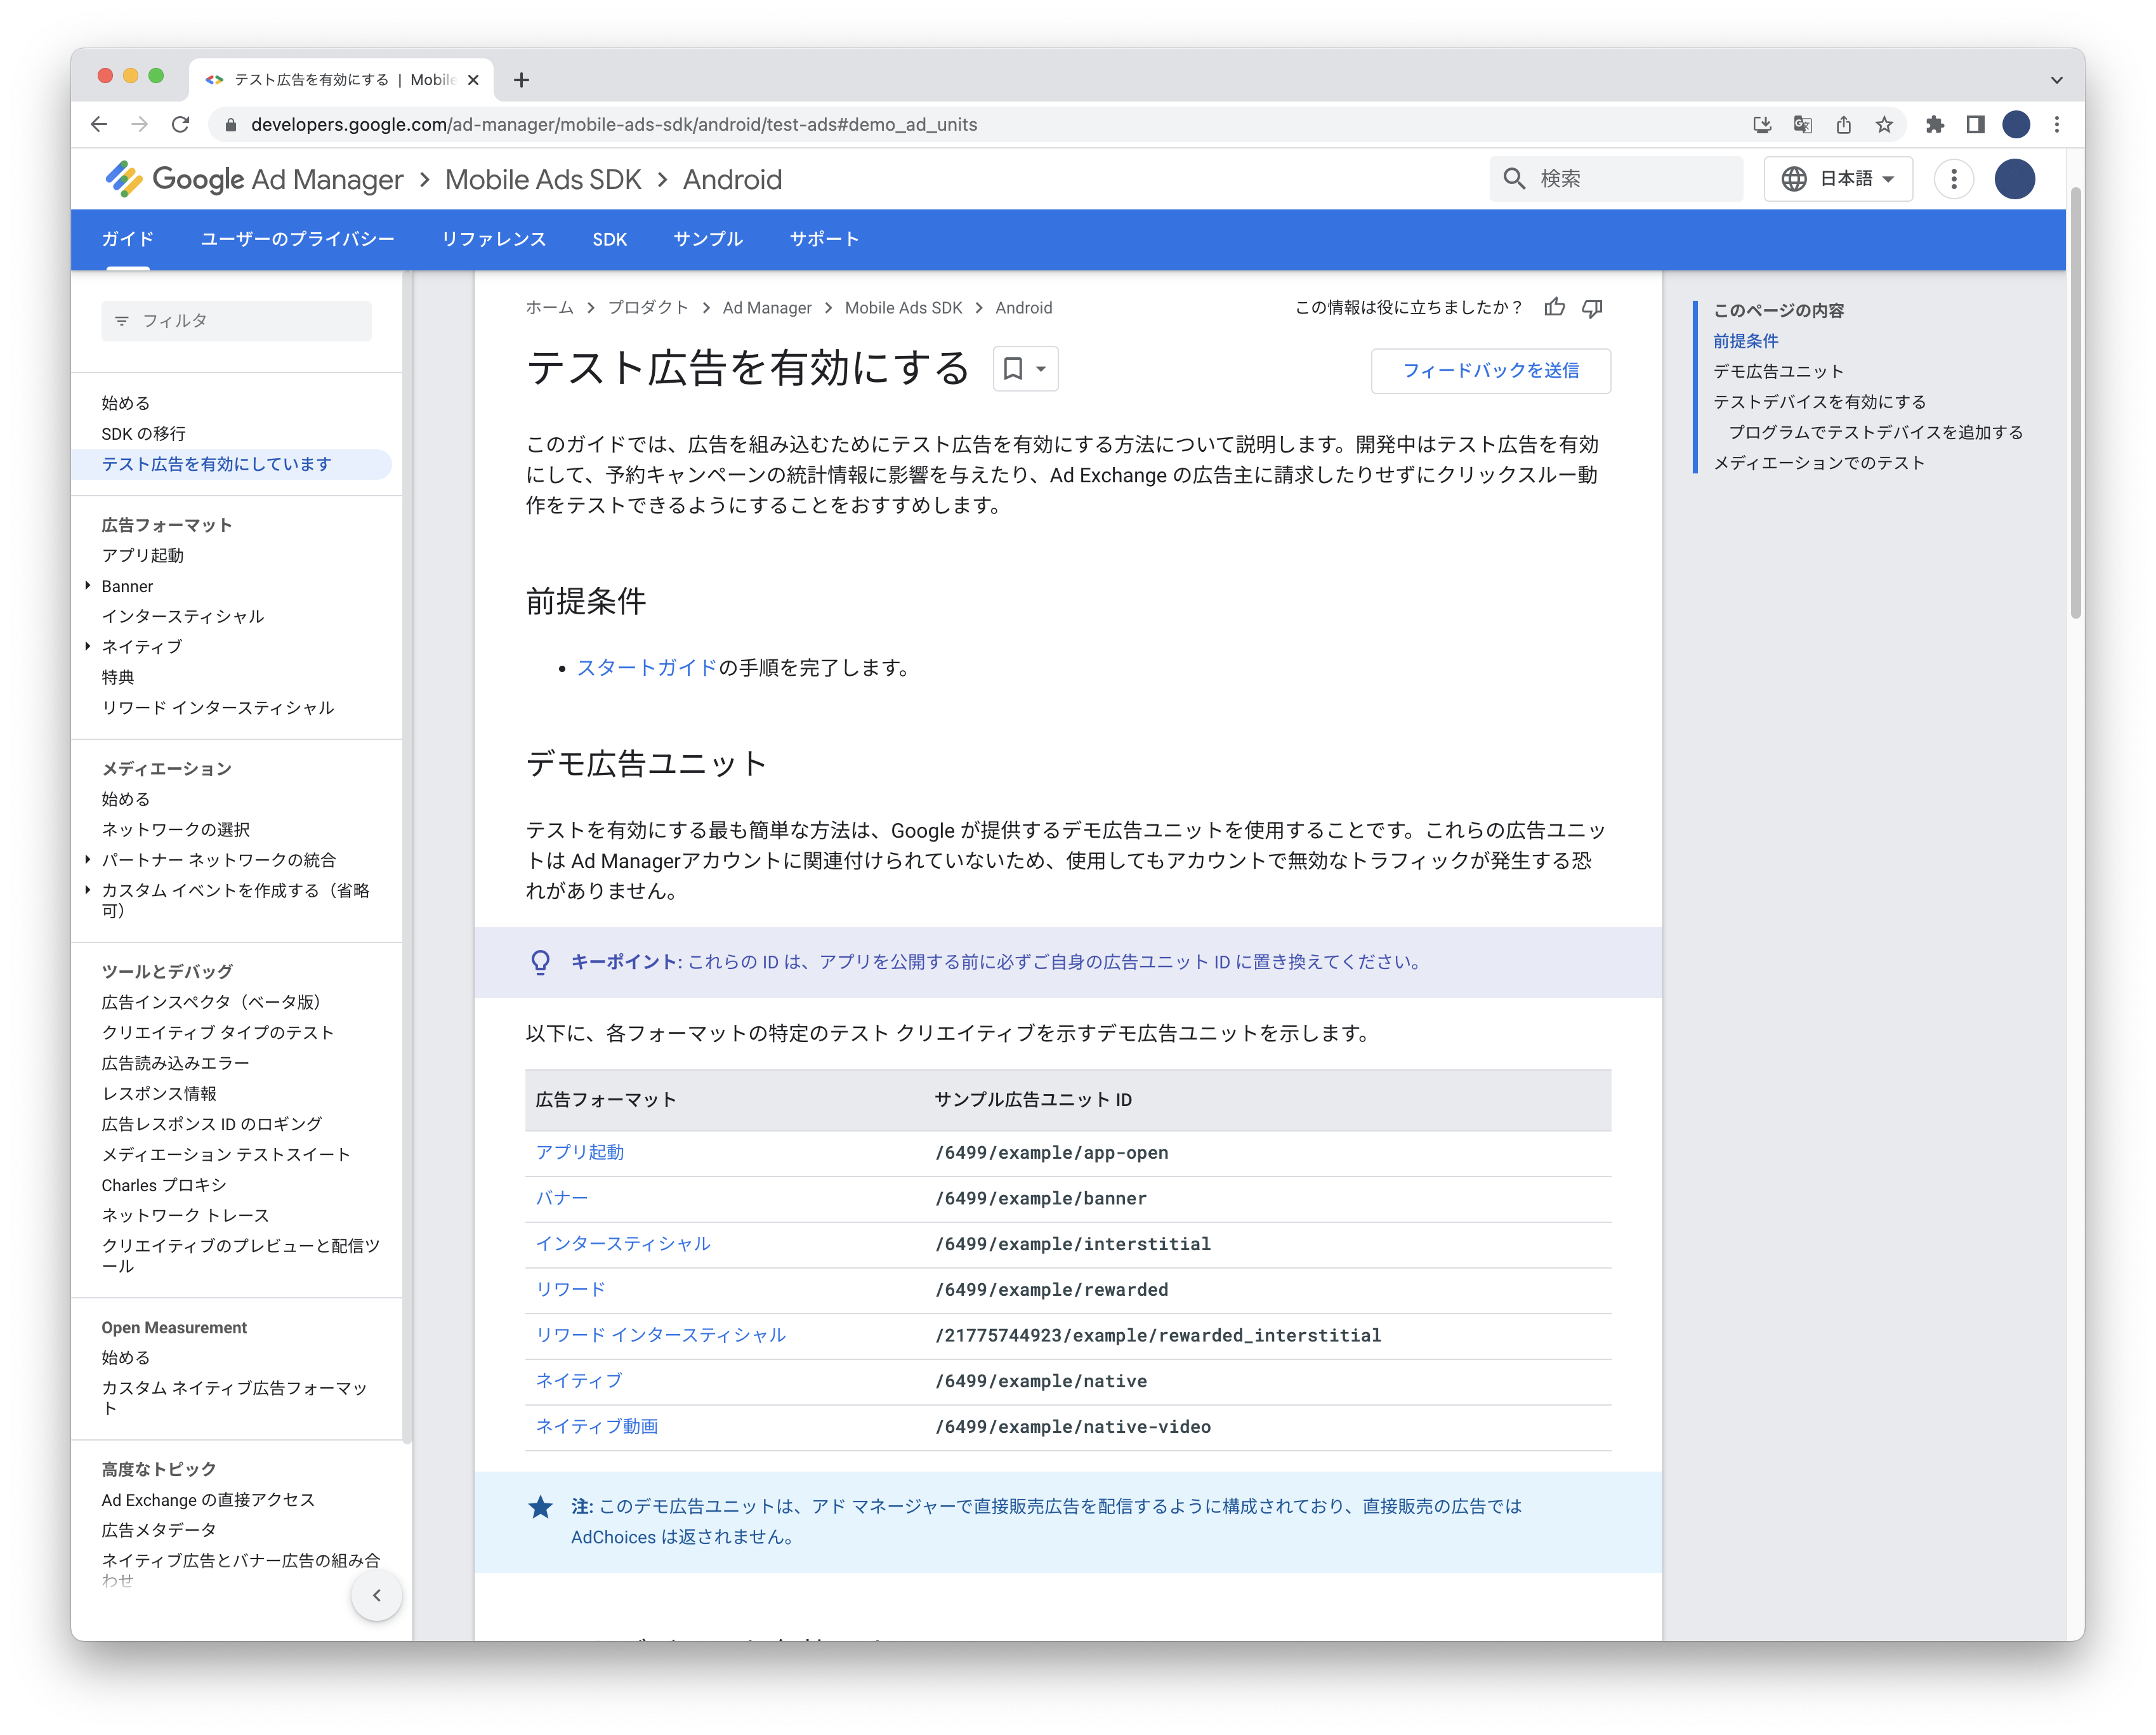 テスト広告を有効にする | Mobile
developers.google.com/ad-manager/mobile-ads-sdk/android/test-ads#demo_ad_units
Google Ad Manager > Mobile Ads SDK > Android
検索
日本語
ガイド ユーザーのプライバシー リファレンス SDK サンプル サポート
フィルタ
始める
SDK の移行
テスト広告を有効にしています
広告フォーマット
アプリ起動
Banner
インタースティシャル
ネイティブ
特典
リワード インタースティシャル
メディエーション
始める
ネットワークの選択
パートナー ネットワークの統合
カスタム イベントを作成する（省略
可）
ツールとデバッグ
広告インスペクタ（ベータ版）
クリエイティブ タイプのテスト
広告読み込みエラー
レスポンス情報
広告レスポンス ID のロギング
メディエーション テストスイート
Charles プロキシ
ネットワーク トレース
クリエイティブのプレビューと配信ツ
ール
Open Measurement
始める
カスタム ネイティブ広告フォーマッ
ト
高度なトピック
Ad Exchange の直接アクセス
広告メタデータ
ネイティブ広告とバナー広告の組み合
わせ
ホーム > プロダクト > Ad Manager > Mobile Ads SDK > Android
この情報は役に立ちましたか？
テスト広告を有効にする
フィードバックを送信
このガイドでは、広告を組み込むためにテスト広告を有効にする方法について説明します。開発中はテスト広告を有効
にして、予約キャンペーンの統計情報に影響を与えたり、Ad Exchange の広告主に請求したりせずにクリックスルー動
作をテストできるようにすることをおすすめします。
前提条件
• スタートガイドの手順を完了します。
デモ広告ユニット
テストを有効にする最も簡単な方法は、Google が提供するデモ広告ユニットを使用することです。これらの広告ユニッ
トは Ad Managerアカウントに関連付けられていないため、使用してもアカウントで無効なトラフィックが発生する恐
れがありません。
キーポイント: これらの ID は、アプリを公開する前に必ずご自身の広告ユニット ID に置き換えてください。
以下に、各フォーマットの特定のテスト クリエイティブを示すデモ広告ユニットを示します。
広告フォーマット サンプル広告ユニット ID
アプリ起動 /6499/example/app-open
バナー /6499/example/banner
インタースティシャル /6499/example/interstitial
リワード /6499/example/rewarded
リワード インタースティシャル /21775744923/example/rewarded_interstitial
ネイティブ /6499/example/native
ネイティブ動画 /6499/example/native-video
注: このデモ広告ユニットは、アド マネージャーで直接販売広告を配信するように構成されており、直接販売の広告では
AdChoices は返されません。
このページの内容
前提条件
デモ広告ユニット
テストデバイスを有効にする
プログラムでテストデバイスを追加する
メディエーションでのテスト